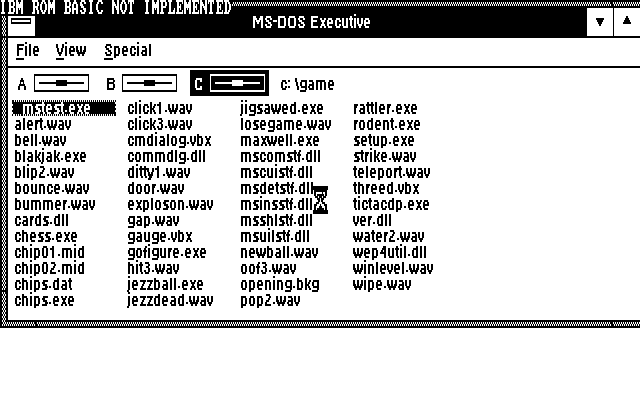 IBM ROM BASIC NOT IMPLEMENTED
MS-DOS Executive
File View Special
A B C c: \game
mstest.exe click1.wav jigsawed.exe rattler.exe
alert.wav click3.wav losegame.wav rodent.exe
bell.wav cmdialog.vbx maxwell.exe setup.exe
blakjak.exe commdlg.dll mscomstf.dll strike.wav
blip2.wav ditty1.wav mscuistf.dll teleport.wav
bounce.wav door.wav msdetstf.dll threed.vbx
bummer.wav exploson.wav msinsstf.dll tictacdp.exe
cards.dll gap.wav msshlstf.dll ver.dll
chess.exe gauge.vbx msuilstf.dll water2.wav
chip01.mid gofigure.exe newball.wav wep4util.dll
chip02.mid hit3.wav oof3.wav winlevel.wav
chips.dat jezzball.exe opening.bkg wipe.wav
chips.exe jezzdead.wav pop2.wav